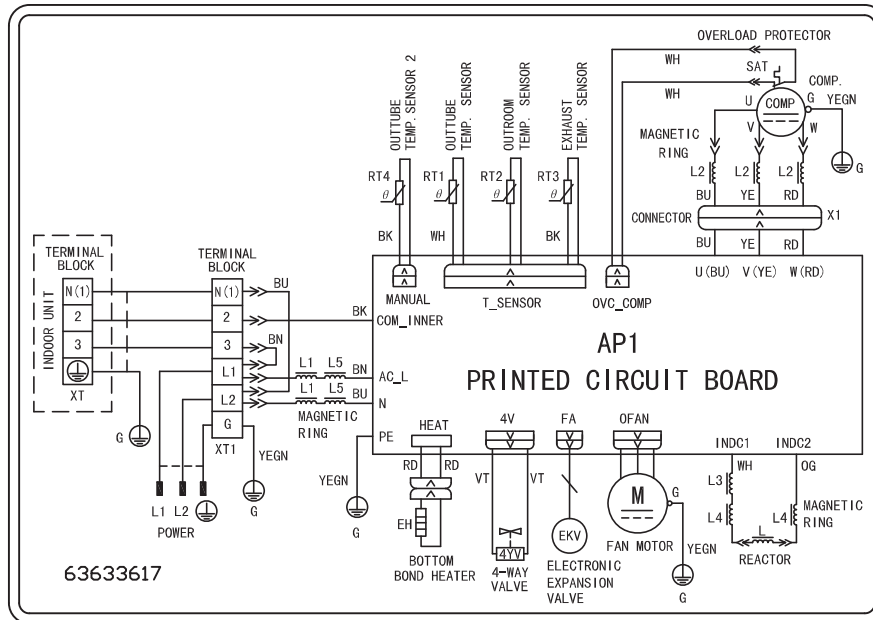 OVERLOAD PROTECTOR
WH
SAT
WH
COMP.
U
COMP
G
YEGN
V
W
MAGNETIC
RING
G
L2
L2
L2
BU
YE
RD
CONNECTOR
X1
BU
YE
RD
U(BU)
V(YE)
W(RD)
OUTTUBE
TEMP. SENSOR 2
OUTTUBE
TEMP. SENSOR
OUTROOM
TEMP. SENSOR
EXHAUST
TEMP. SENSOR
RT4
θ
RT1
θ
RT2
θ
RT3
θ
BK
WH
BK
MANUAL
T_SENSOR
OVC_COMP
INDOOR UNIT
TERMINAL
BLOCK
N(1)
2
3
XT
G
TERMINAL
BLOCK
N(1)
2
3
L1
L2
G
XT1
BU
BN
BK
COM_INNER
L1
L5
BN
AC_L
L1
L5
BU
N
MAGNETIC
RING
PE
YEGN
G
YEGN
G
L1
L2
POWER
AP1
PRINTED CIRCUIT BOARD
HEAT
RD
RD
EH
BOTTOM
BOND HEATER
4V
VT
VT
4YV
4-WAY
VALVE
FA
EKV
ELECTRONIC
EXPANSION
VALVE
OFAN
M
G
FAN MOTOR
YEGN
G
INDC1
INDC2
WH
OG
L3
L4
L4
MAGNETIC
RING
L
REACTOR
63633617